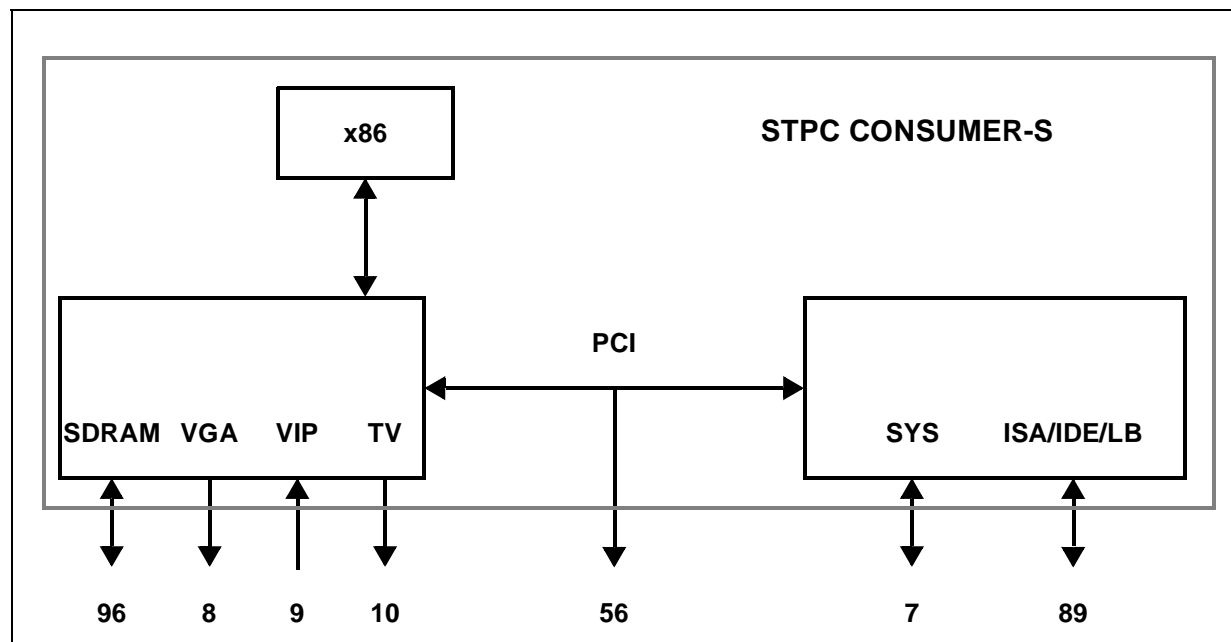 x86
STPC CONSUMER-S
PCI
SDRAM VGA VIP TV
SYS ISA/IDE/LB
96 8 9 10 56 7 89